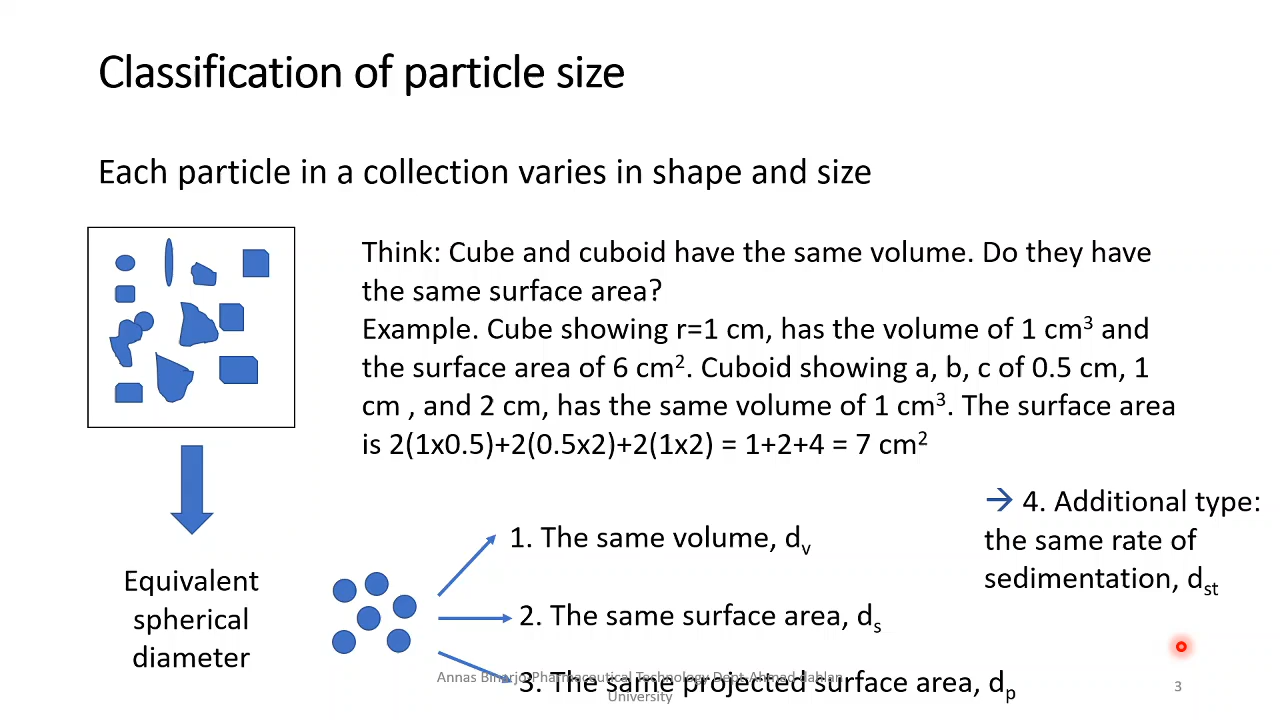 Classification of particle size
Each particle in a collection varies in shape and size
Think: Cube and cuboid have the same volume. Do they have
the same surface area?
Example. Cube showing r=1 cm, has the volume of 1 cm³ and
the surface area of 6 cm². Cuboid showing a, b, c of 0.5 cm, 1
cm , and 2 cm, has the same volume of 1 cm³. The surface area
is 2(1x0.5)+2(0.5x2)+2(1x2) = 1+2+4 = 7 cm²
Equivalent
spherical
diameter
1. The same volume, dv
2. The same surface area, ds
3. The same projected surface area, dp
→ 4. Additional type:
the same rate of
sedimentation, dst
Annas Binarjo-Pharmaceutical Technology Dept-Ahmad dahlan
University
3